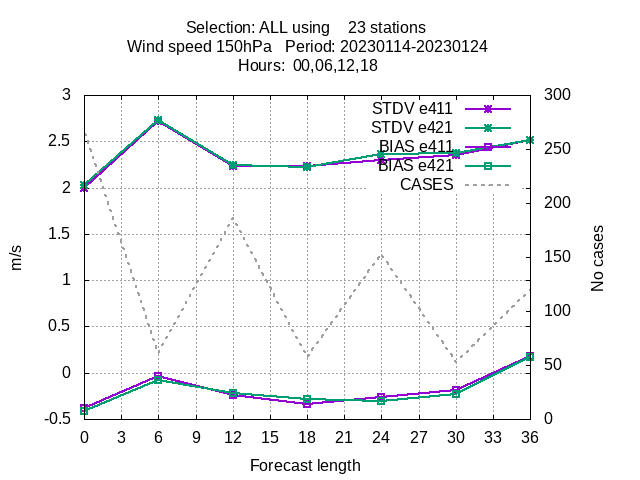 Selection: ALL using    23 stations
Wind speed 150hPa   Period: 20230114-20230124
Hours:  00,06,12,18
3
2.5
2
1.5
1
0.5
0
-0.5
m/s
300
250
200
150
100
50
0
No cases
STDV e411
STDV e421
BIAS e411
BIAS e421
CASES
0 3 6 9 12 15 18 21 24 27 30 33 36
Forecast length